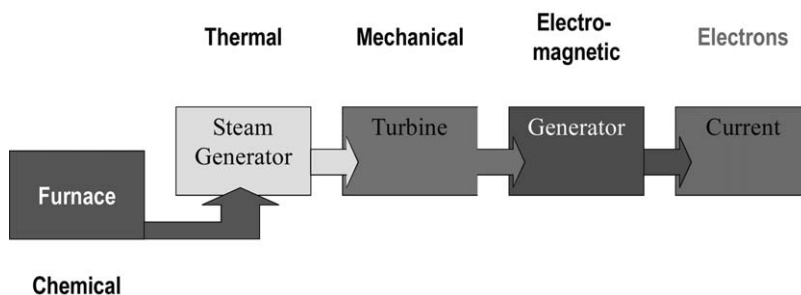 Thermal
Mechanical
Electro-
magnetic
Electrons
Steam
Generator
Turbine
Generator
Current
Furnace
Chemical